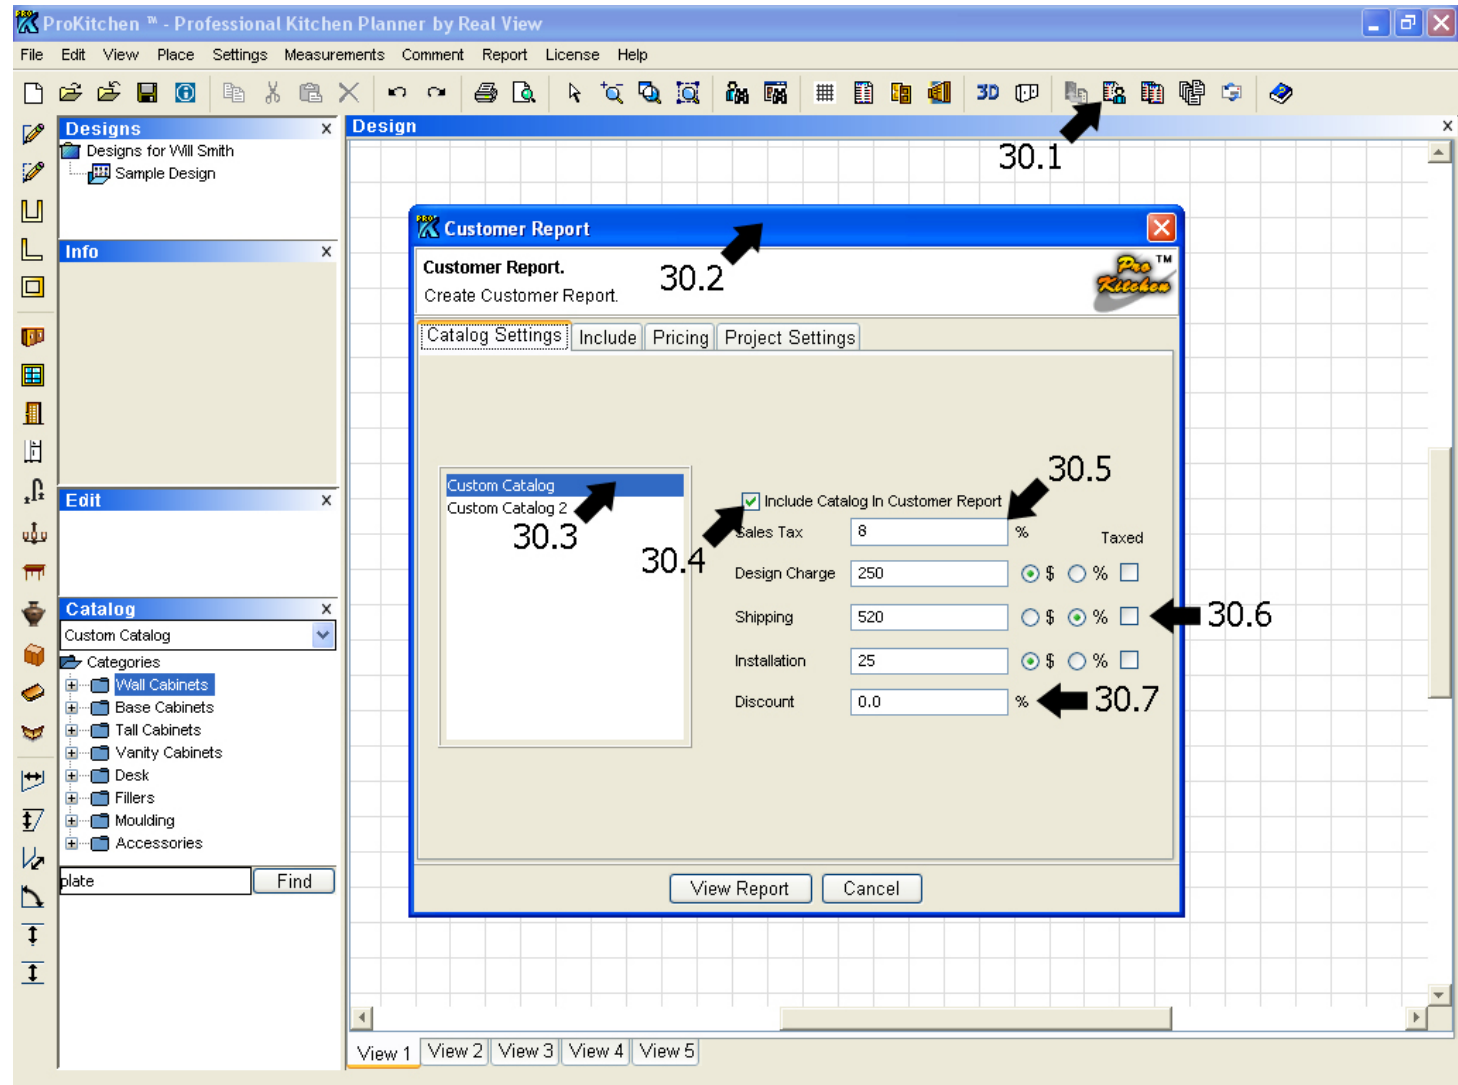 ProKitchen ™ - Professional Kitchen Planner by Real View
File Edit View Place Settings Measurements Comment Report License Help
3D
30.1
Designs x
Designs for Will Smith
Sample Design
Info x
Edit x
Catalog x
Custom Catalog
Categories
Wall Cabinets
Base Cabinets
Tall Cabinets
Vanity Cabinets
Desk
Fillers
Moulding
Accessories
plate Find
Design x
Customer Report
Customer Report.
Create Customer Report.
30.2
Pro Kitchen TM
Catalog Settings Include Pricing Project Settings
Custom Catalog
Custom Catalog 2
30.3
30.4
30.5
Include Catalog In Customer Report
Sales Tax 8 % Taxed
Design Charge 250 $ %
Shipping 520 $ % 30.6
Installation 25 $ %
Discount 0.0 % 30.7
View Report Cancel
View 1 View 2 View 3 View 4 View 5